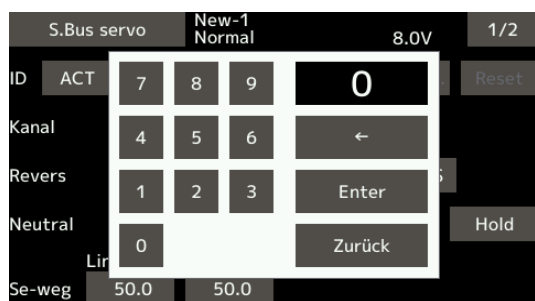 S.Bus servo New-1 Normal 8.0V 1/2
ID ACT Reset
7 8 9 0
Kanal
4 5 6 ←
Revers
1 2 3 Enter
Neutral Hold
0 Zurück
Se-weg 50.0 50.0